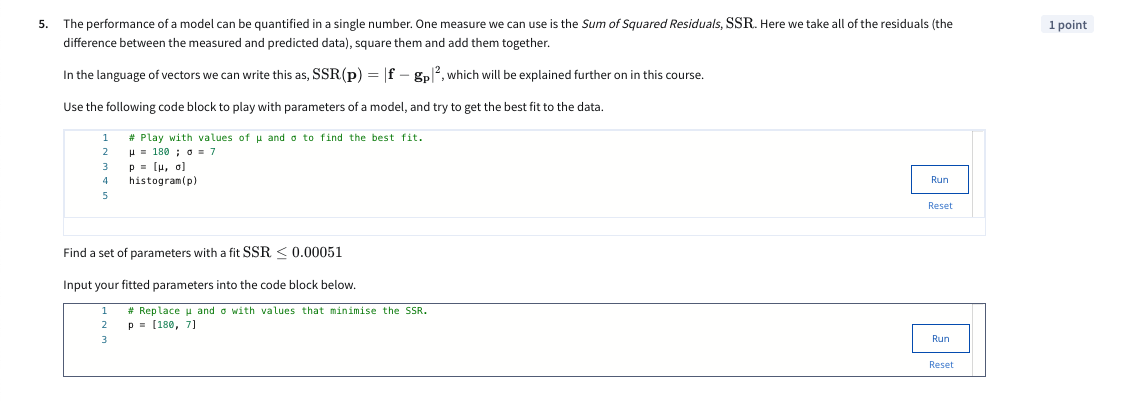 5. The performance of a model can be quantified in a single number. One measure we can use is the Sum of Squared Residuals, SSR. Here we take all of the residuals (the
1 point
difference between the measured and predicted data), square them and add them together.
In the language of vectors we can write this as, SSR(p) = |f − gₚ|², which will be explained further on in this course.
Use the following code block to play with parameters of a model, and try to get the best fit to the data.
1 # Play with values of μ and σ to find the best fit.
2 μ = 180 ; σ = 7
3 p = [μ, σ]
4 histogram(p)
Run
5
Reset
Find a set of parameters with a fit SSR ≤ 0.00051
Input your fitted parameters into the code block below.
1 # Replace μ and σ with values that minimise the SSR.
2 p = [180, 7]
3
Run
Reset